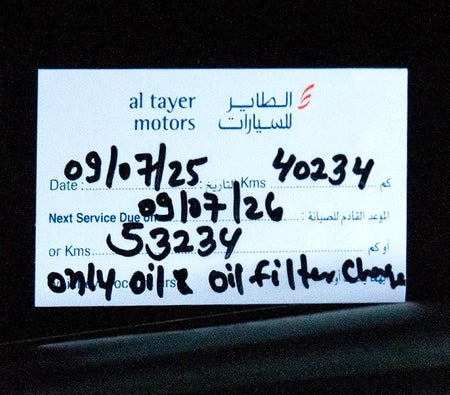 al tayer الطاير
motors للسيارات
Date : 09/07/25 التاريخ : Kms 40234 كم
Next Service Due on 09/07/26 الموعد القادم للصيانة :
or Kms 53234 أو كم
only oil & oil filter change